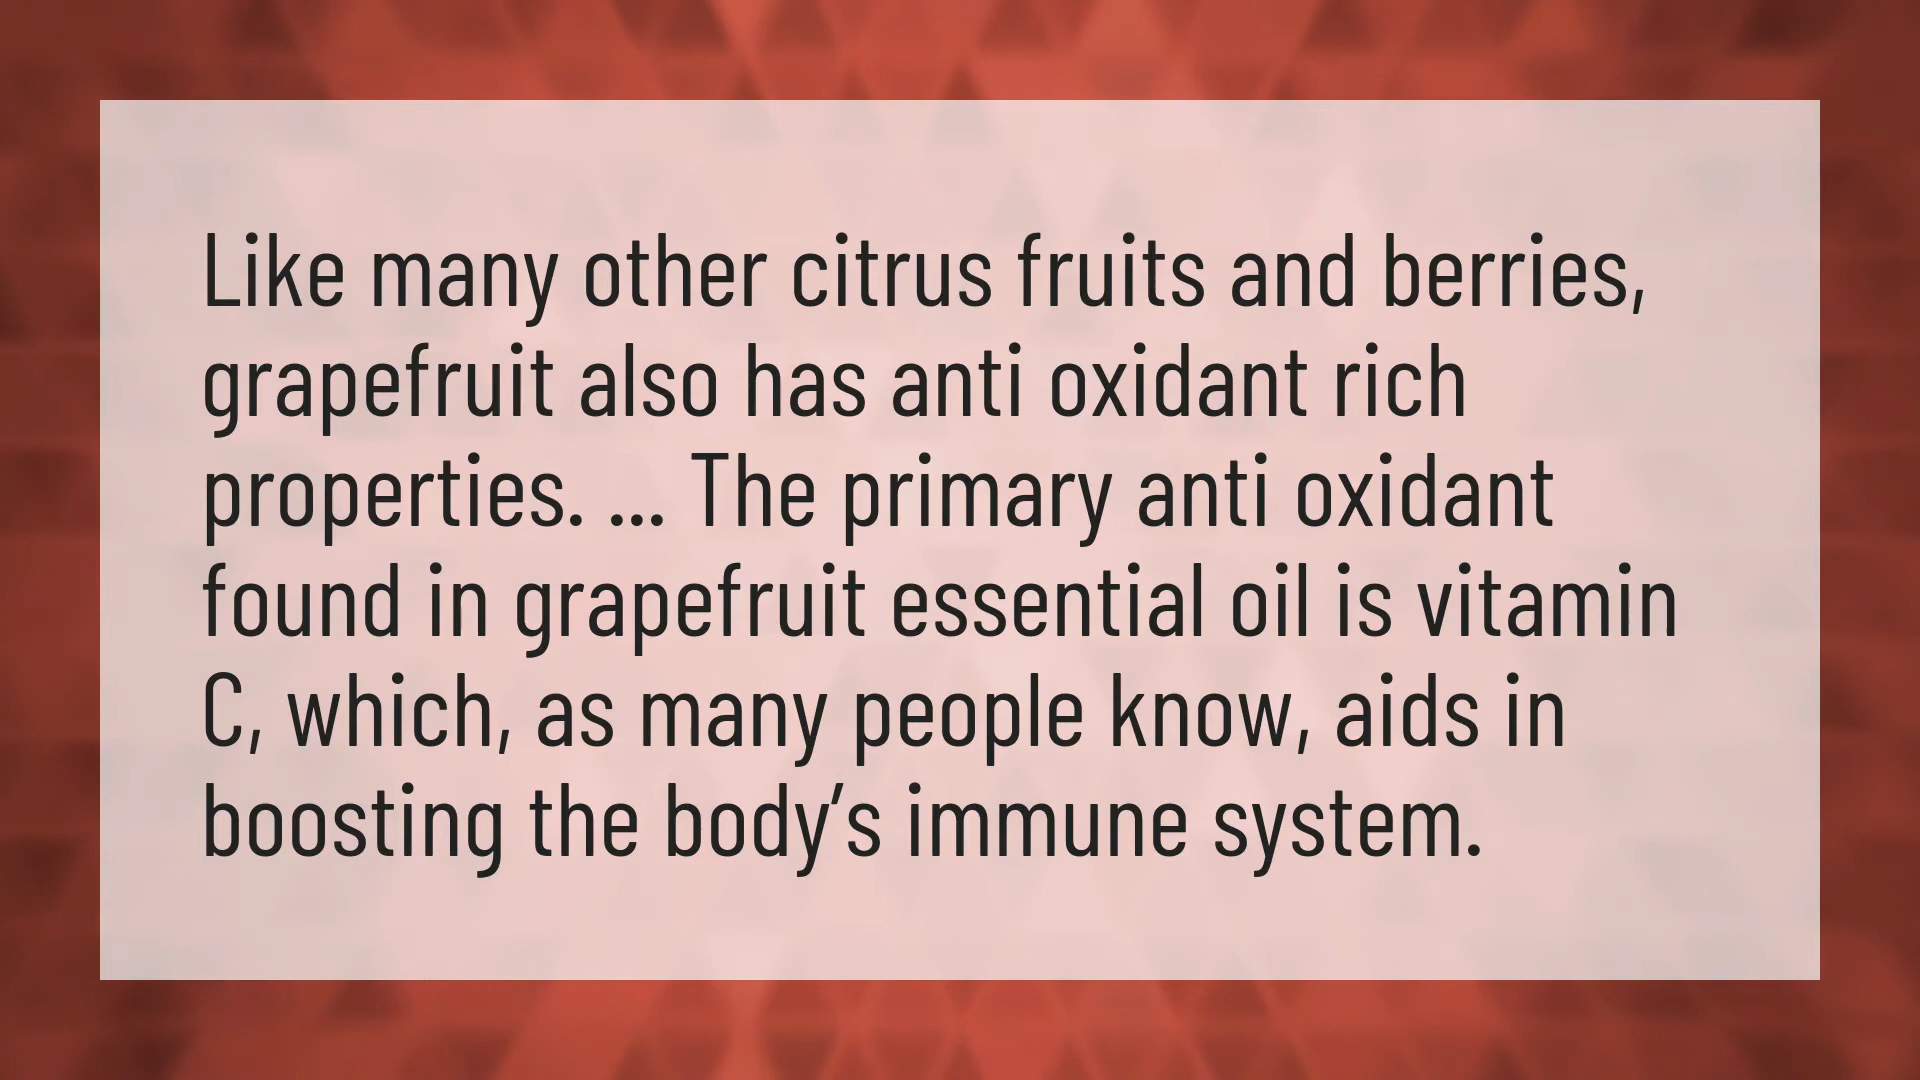 Like many other citrus fruits and berries,
grapefruit also has anti oxidant rich
properties. ... The primary anti oxidant
found in grapefruit essential oil is vitamin
C, which, as many people know, aids in
boosting the body's immune system.